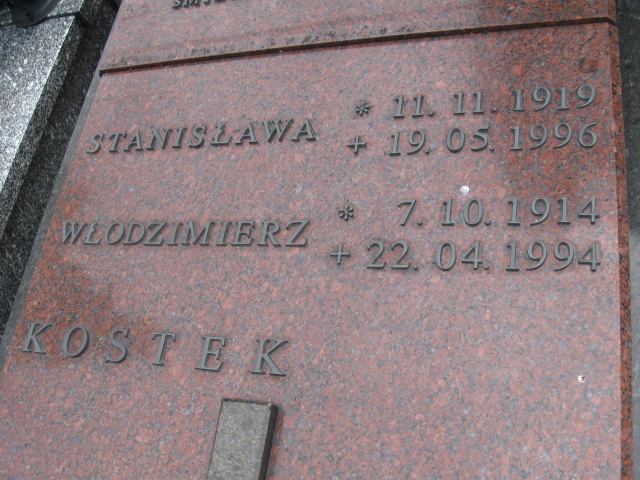 STANISŁAWA * 11. 11. 1919
+ 19. 05. 1996
WŁODZIMIERZ * 7. 10. 1914
+ 22. 04. 1994
KOSTEK